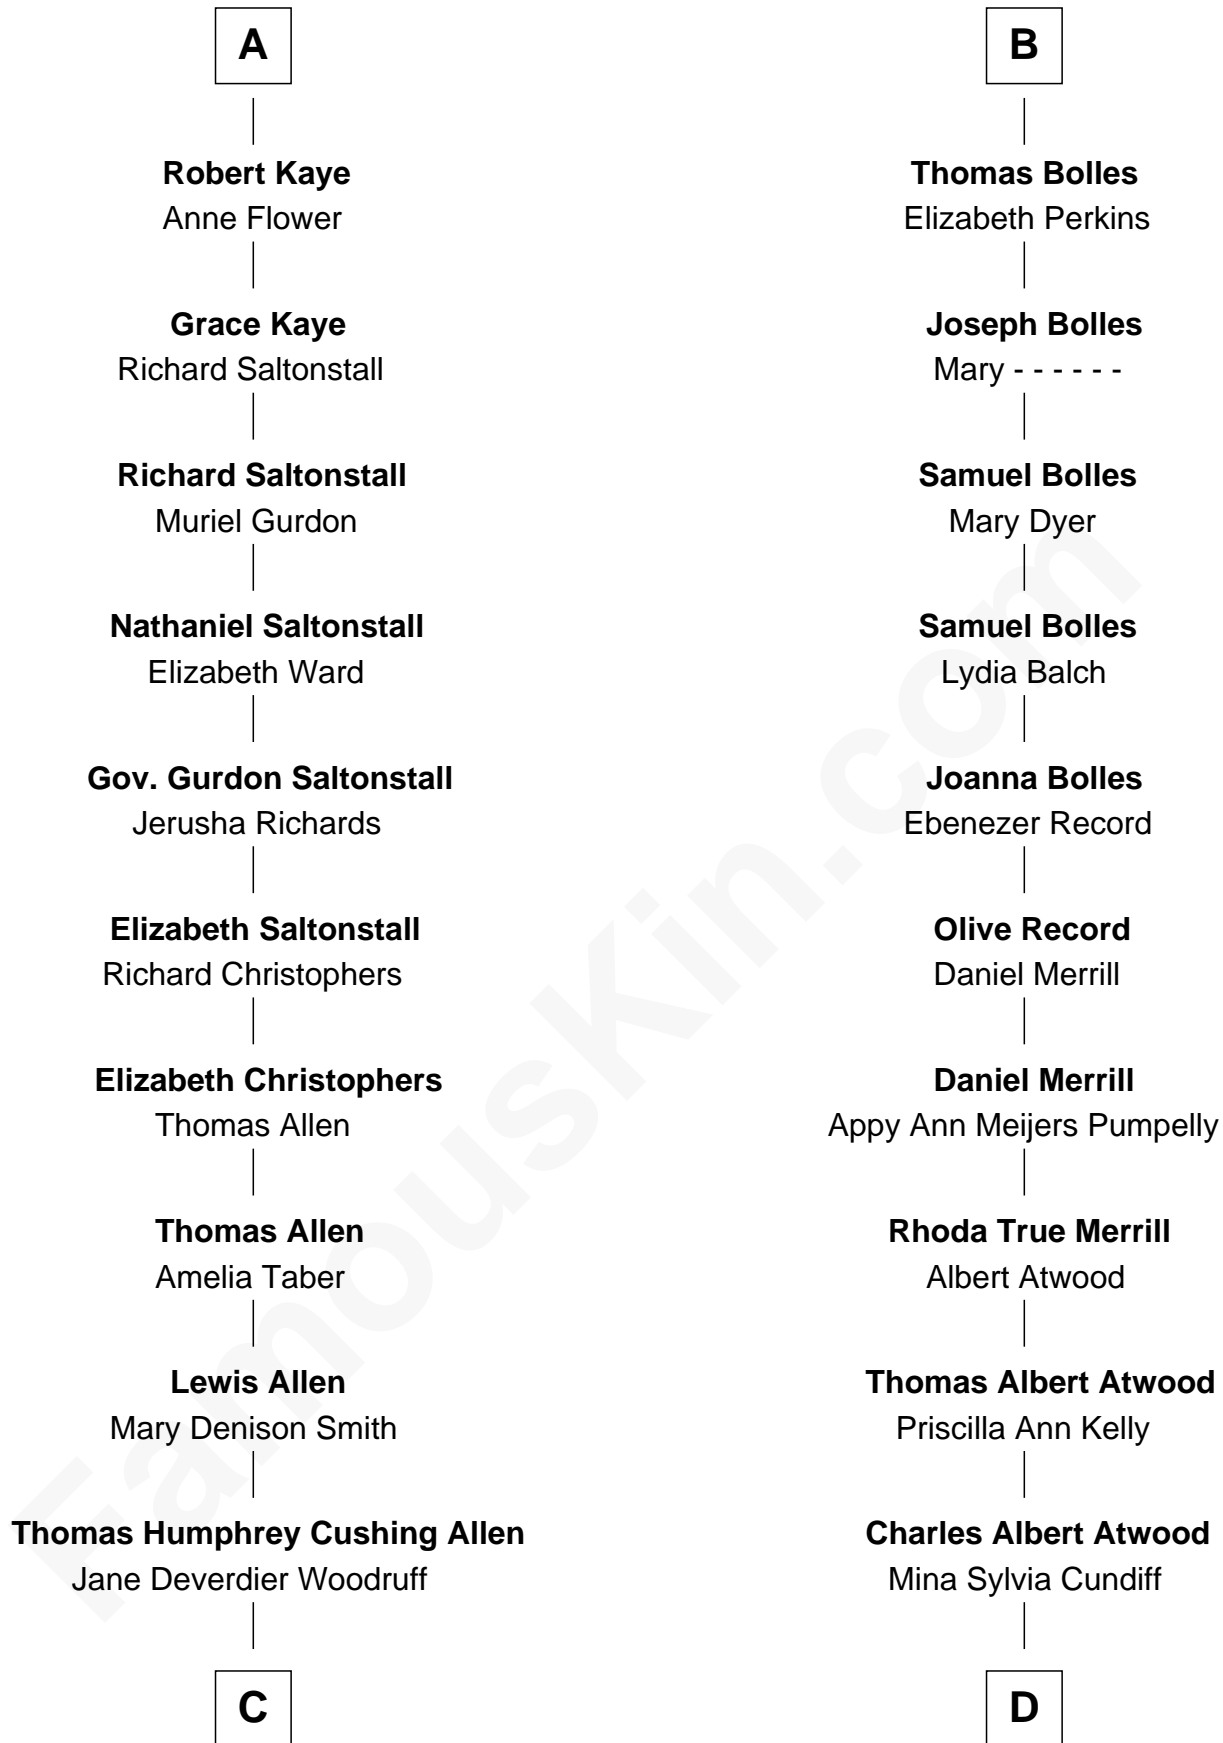 A
Robert Kaye
Anne Flower
Grace Kaye
Richard Saltonstall
Richard Saltonstall
Muriel Gurdon
Nathaniel Saltonstall
Elizabeth Ward
Gov. Gurdon Saltonstall
Jerusha Richards
Elizabeth Saltonstall
Richard Christophers
Elizabeth Christophers
Thomas Allen
Thomas Allen
Amelia Taber
Lewis Allen
Mary Denison Smith
Thomas Humphrey Cushing Allen
Jane Deverdier Woodruff
C
B
Thomas Bolles
Elizabeth Perkins
Joseph Bolles
Mary - - - - - -
Samuel Bolles
Mary Dyer
Samuel Bolles
Lydia Balch
Joanna Bolles
Ebenezer Record
Olive Record
Daniel Merrill
Daniel Merrill
Appy Ann Meijers Pumpelly
Rhoda True Merrill
Albert Atwood
Thomas Albert Atwood
Priscilla Ann Kelly
Charles Albert Atwood
Mina Sylvia Cundiff
D
FamousKin.com